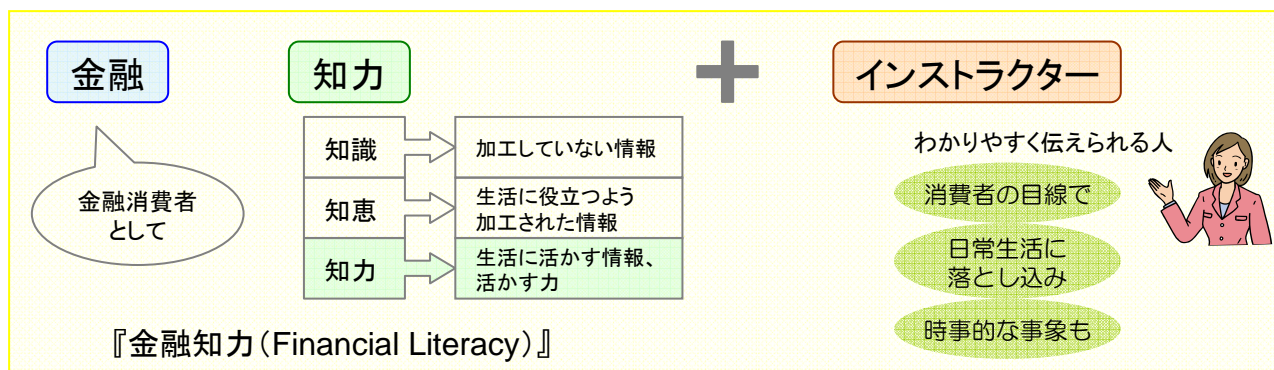 金融
知力
+
インストラクター
金融消費者
として
知識
加工していない情報
知恵
生活に役立つよう
加工された情報
知力
生活に活かす情報、
活かす力
『金融知力(Financial Literacy)』
わかりやすく伝えられる人
消費者の目線で
日常生活に
落とし込み
時事的な事象も